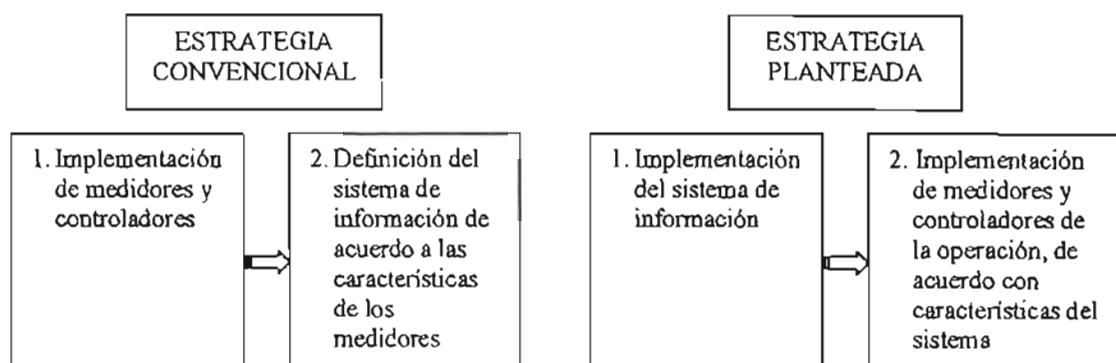 ESTRATEGIA
CONVENCIONAL
1. Implementación
de medidores y
controladores
2. Definición del
sistema de
información de
acuerdo a las
características
de los
medidores
ESTRATEGIA
PLANTEADA
1. Implementación
del sistema de
información
2. Implementación
de medidores y
controladores de
la operación, de
acuerdo con
características del
sistema